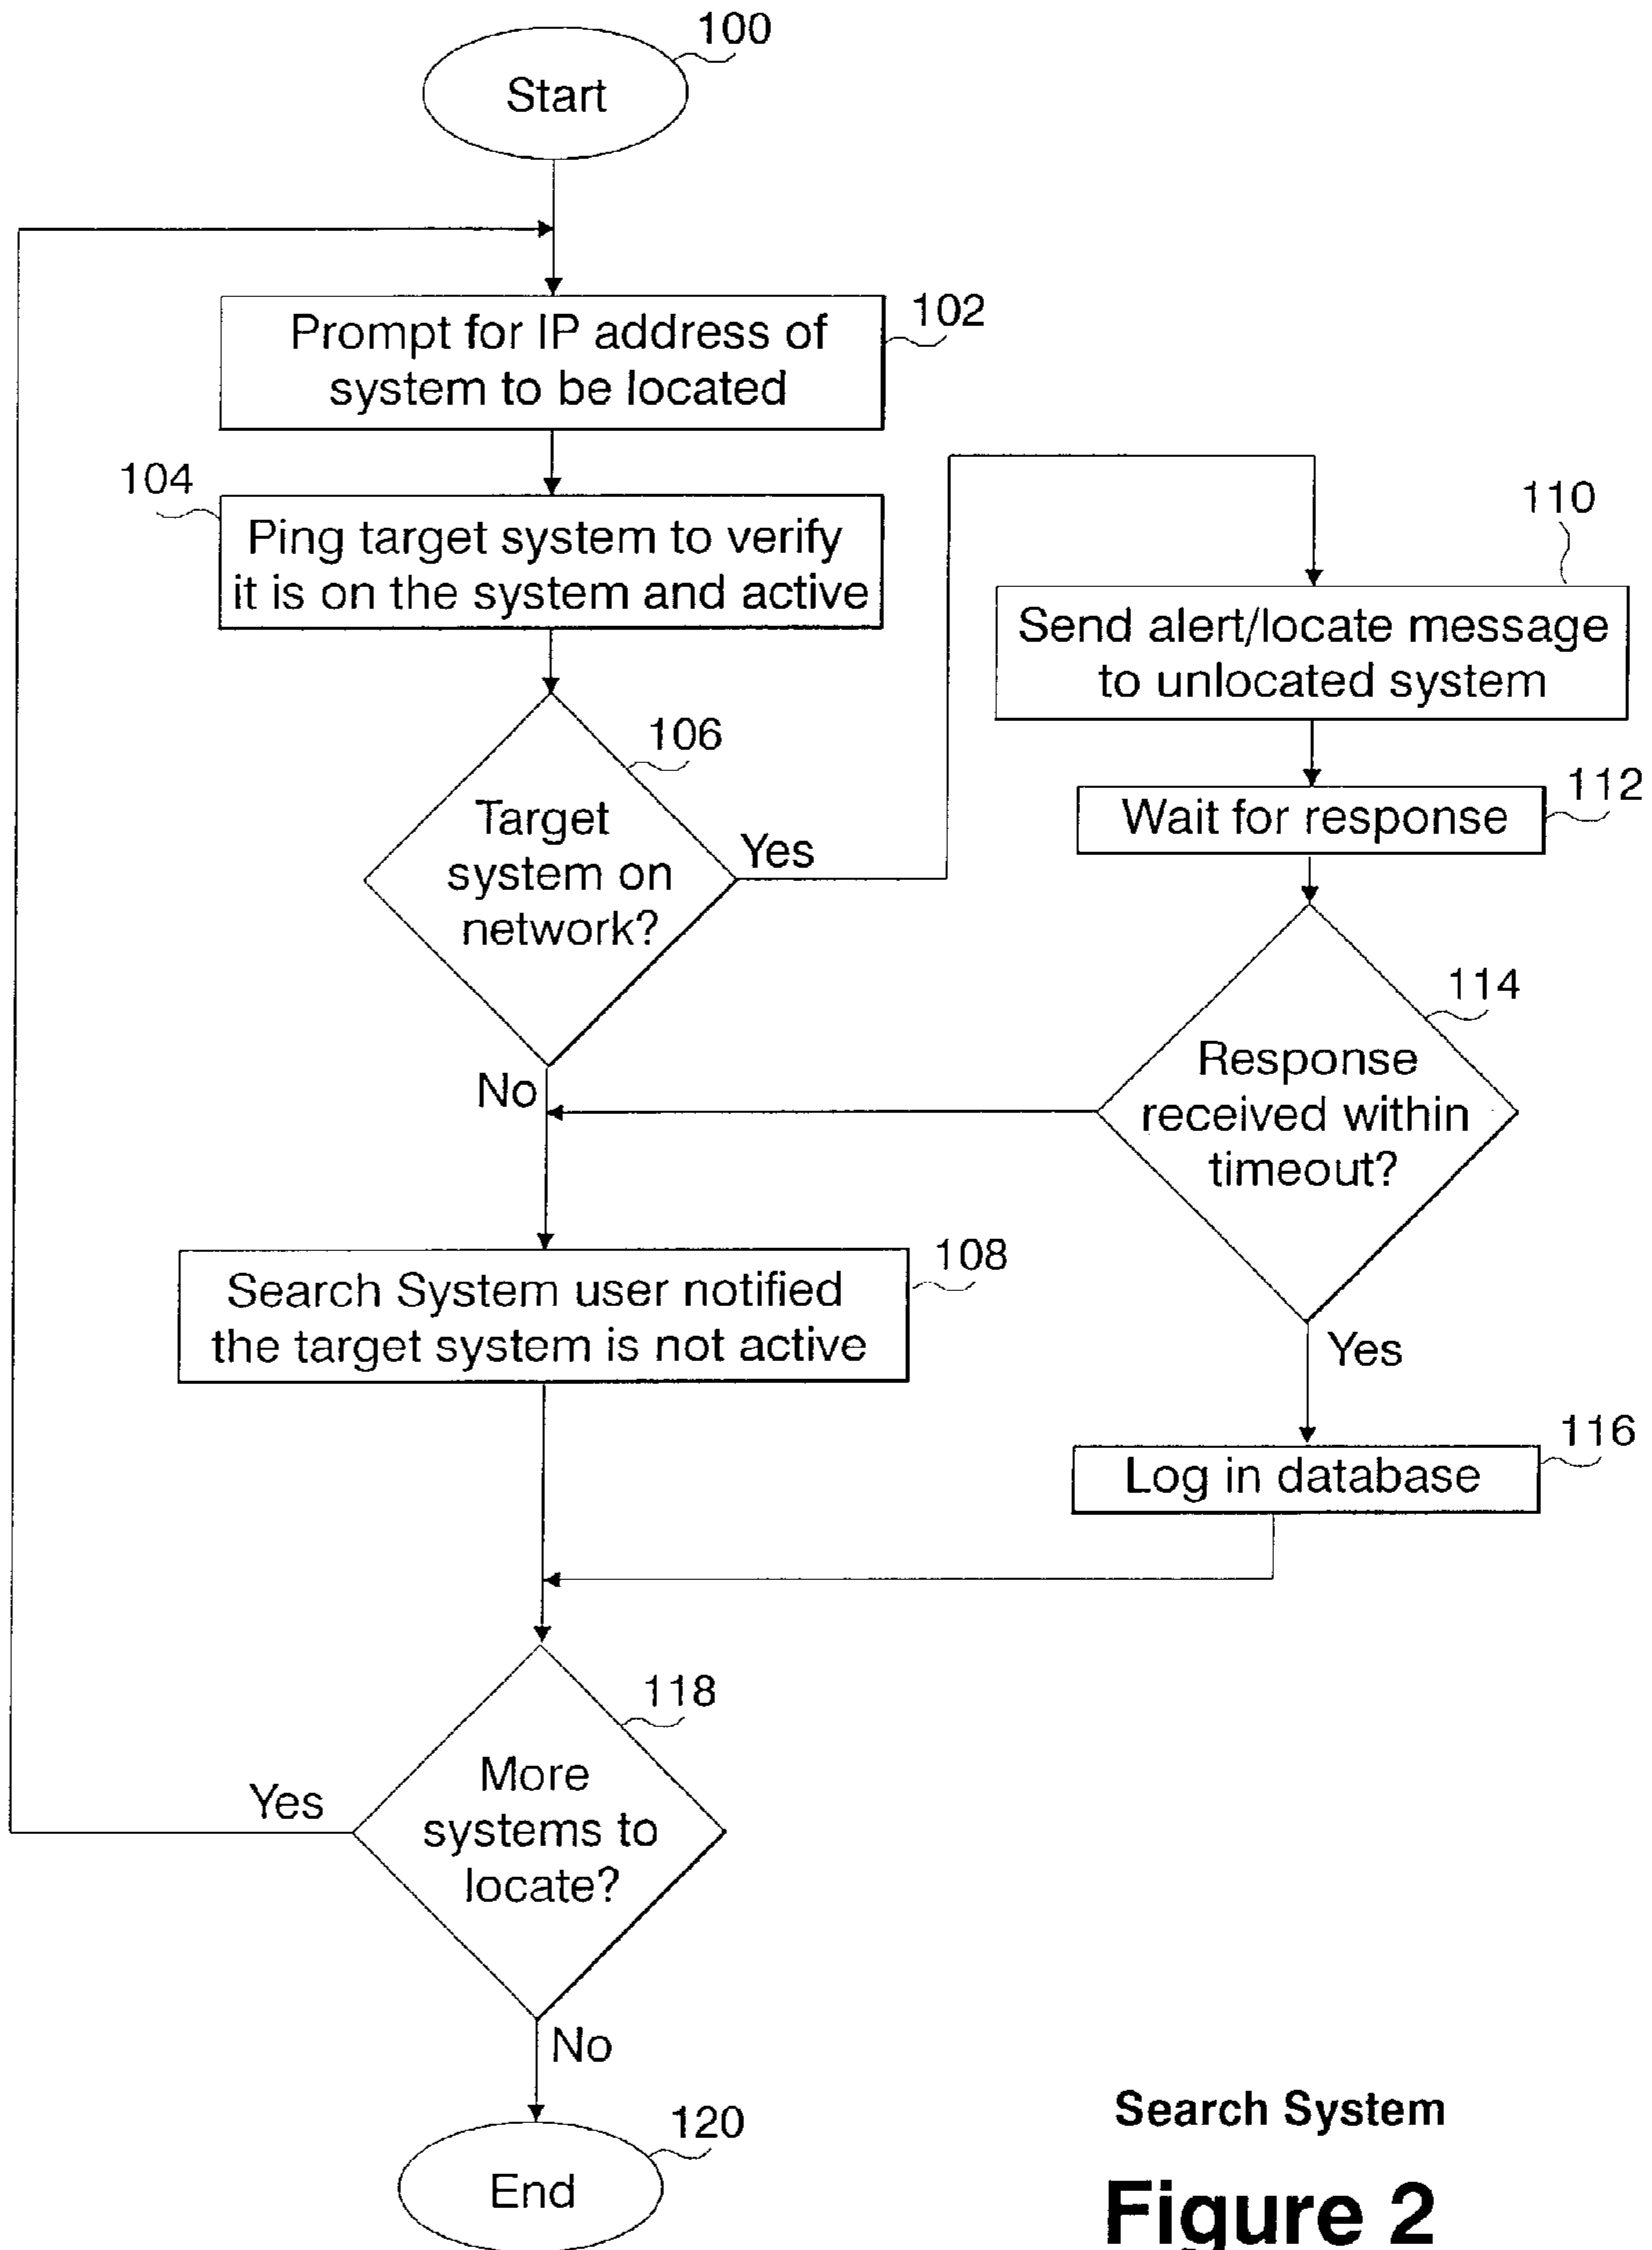 100
Start
102
Prompt for IP address of
system to be located
104
Ping target system to verify
it is on the system and active
106
Target
system on
network?
Yes
No
110
Send alert/locate message
to unlocated system
112
Wait for response
114
Response
received within
timeout?
Yes
108
Search System user notified
the target system is not active
116
Log in database
118
More
systems to
locate?
Yes
No
120
End
Search System
Figure 2